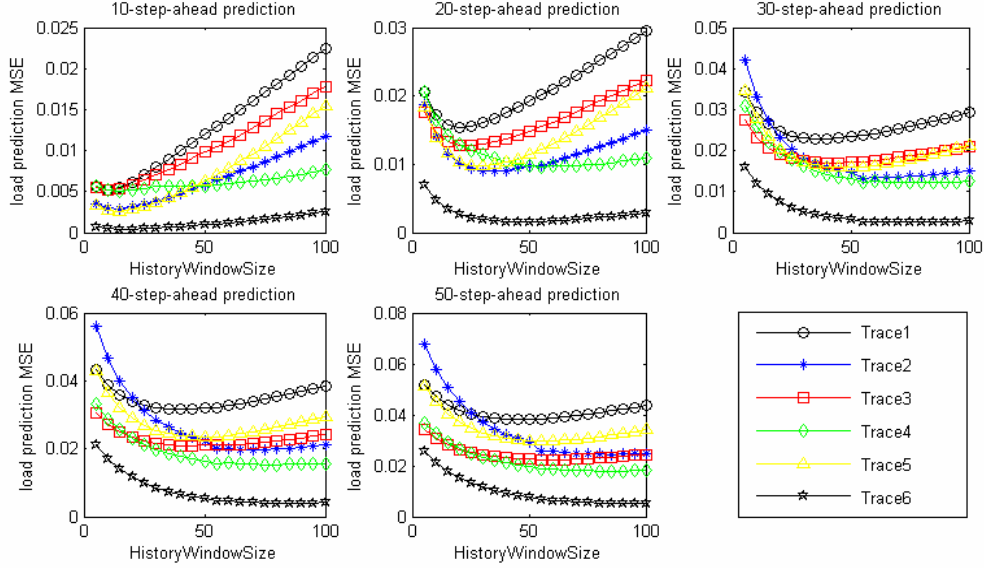 10-step-ahead prediction
0.025
0.02
0.015
0.01
0.005
0
0
50
100
load prediction MSE
HistoryWindowSize
20-step-ahead prediction
0.03
0.02
0.01
0
0
50
100
load prediction MSE
HistoryWindowSize
30-step-ahead prediction
0.05
0.04
0.03
0.02
0.01
0
0
50
100
load prediction MSE
HistoryWindowSize
40-step-ahead prediction
0.06
0.04
0.02
0
0
50
100
load prediction MSE
HistoryWindowSize
50-step-ahead prediction
0.08
0.06
0.04
0.02
0
0
50
100
load prediction MSE
HistoryWindowSize
Trace1
Trace2
Trace3
Trace4
Trace5
Trace6